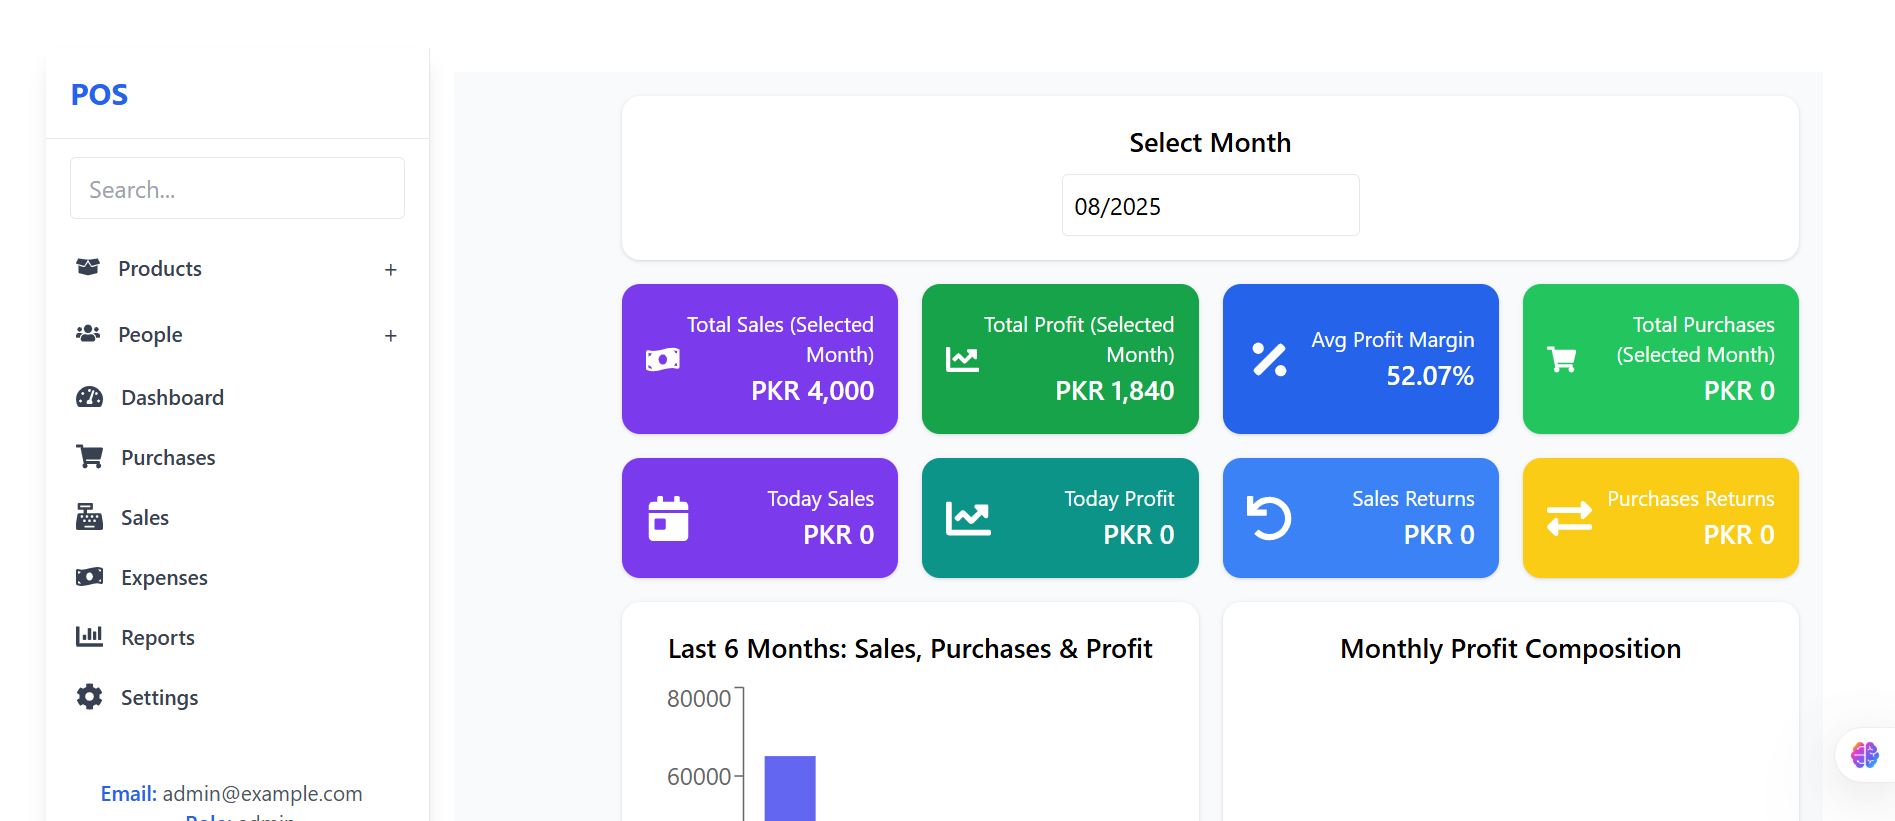 POS
Search...
Products +
People +
Dashboard
Purchases
Sales
Expenses
Reports
Settings
Email: admin@example.com
Role: admin
Select Month
08/2025
Total Sales (Selected
Month)
PKR 4,000
Total Profit (Selected
Month)
PKR 1,840
Avg Profit Margin
52.07%
Total Purchases
(Selected Month)
PKR 0
Today Sales
PKR 0
Today Profit
PKR 0
Sales Returns
PKR 0
Purchases Returns
PKR 0
Last 6 Months: Sales, Purchases & Profit
80000
60000
Monthly Profit Composition